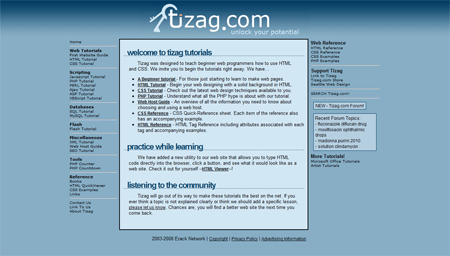 tizag.com
unlock your potential
Home
Web Tutorials
First Website Guide
HTML Tutorial
CSS Tutorial
Scripting
Javascript Tutorial
PHP Tutorial
PERL Tutorial
Ajax Tutorial
ASP Tutorial
VBScript Tutorial
Databases
SQL Tutorial
MySQL Tutorial
Flash
Flash Tutorial
Miscellaneous
XML Tutorial
Web Host Guide
SEO Tutorial
Tools
PHP Counter
PHP Countdown
Reference
Books
HTML Quickviewer
CSS Examples
Links
Contact Us
Link To Us
About Tizag
welcome to tizag tutorials
Tizag was designed to teach beginner web programmers how to use HTML
and CSS. We invite you to begin the tutorials right away. We have...
A Beginner tutorial - For those just starting to learn to make web pages.
HTML Tutorial - Begin your web designing with a solid background in HTML.
CSS Tutorial - Check out the latest web design techniques available to you.
PHP Tutorial - Understand what all the PHP hype is about with our tutorial.
Web Host Guide - An overview of all the information you need to know about
choosing and using a web host.
CSS Reference - CSS Quick-Reference sheet. Each item of the reference
also has an accompanying example.
HTML Reference - HTML Tag Reference including attributes associated with each
tag and accompanying examples.
practice while learning
We have added a new utility to our web site that allows you to type HTML
code directly into the browser, click a button, and see what it would look like as a
web site. Check it out for yourself -HTML Viewer-!
listening to the community
Tizag will go out of its way to make these tutorials the best on the net. If you
ever think a topic is not explained clearly or think we should add a specific lesson,
please let us know. Chances are, you will find a better web site the next time you
come back.
Web Reference
HTML Reference
CSS Reference
CSS Examples
PHP Examples
Support Tizag
Link to Tizag
Tizag.com Store
Seattle Web Design
SEARCH Tizag.com
NEW - Tizag.com Forum!
Recent Forum Topics:
- fluconazole diflucan drug
- moxifloxacin ophthalmic
drops
- madonna purim 2010
- solution clindamycin
More Tutorials!
Microsoft Office Tutorials
Artist Tutorials
2003-2008 Erack Network | Copyright | Privacy Policy | Advertising Information